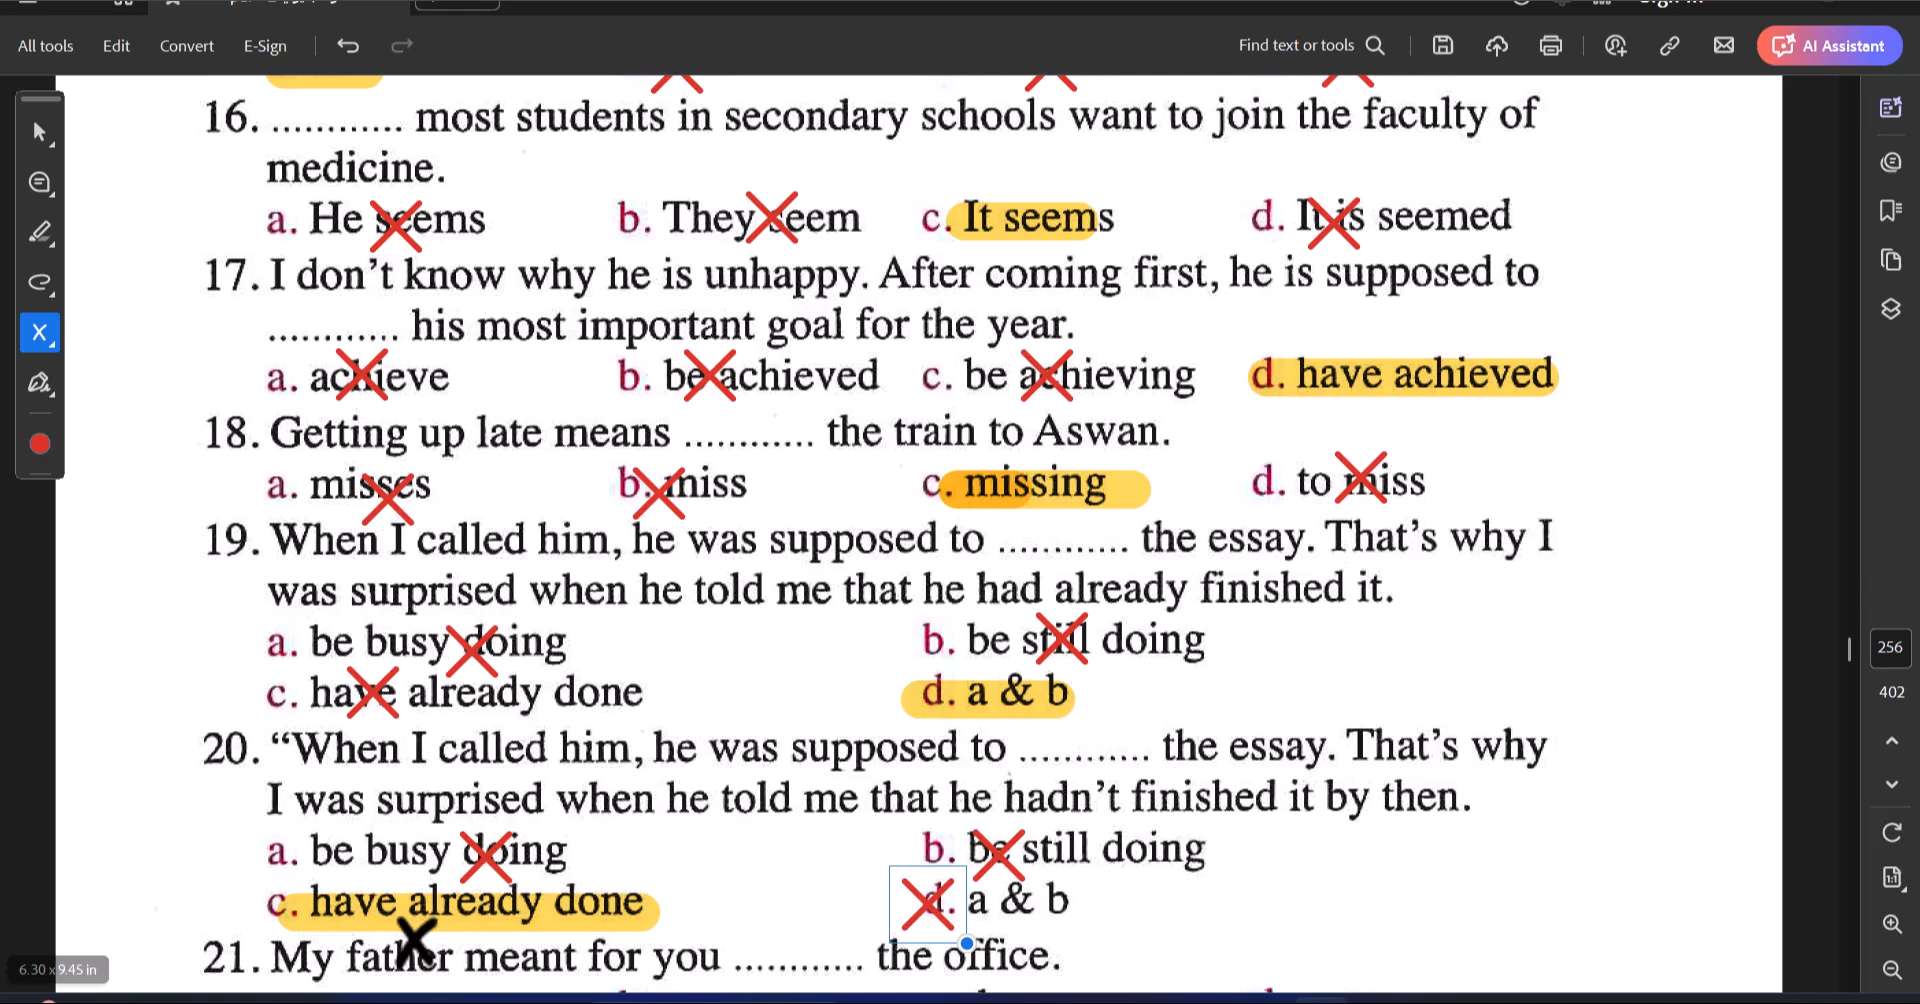 All tools Edit Convert E-Sign Find text or tools AI Assistant
16. ............ most students in secondary schools want to join the faculty of
medicine.
a. He seems b. They seem c. It seems d. It is seemed
17. I don’t know why he is unhappy. After coming first, he is supposed to
............ his most important goal for the year.
a. achieve b. be achieved c. be achieving d. have achieved
18. Getting up late means ............ the train to Aswan.
a. misses b. miss c. missing d. to miss
19. When I called him, he was supposed to ............ the essay. That’s why I
was surprised when he told me that he had already finished it.
a. be busy doing b. be still doing
c. have already done d. a & b
20. “When I called him, he was supposed to ............ the essay. That’s why
I was surprised when he told me that he hadn’t finished it by then.
a. be busy doing b. be still doing
c. have already done d. a & b
21. My father meant for you ............ the office.
256
402
6.30 x 9.45 in